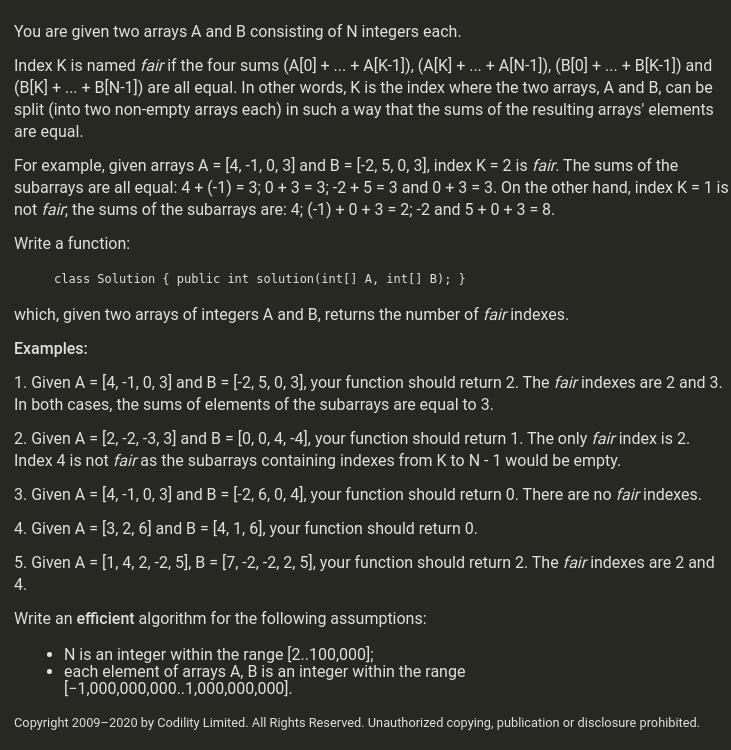 You are given two arrays A and B consisting of N integers each.
Index K is named fair if the four sums (A[0] + ... + A[K-1]), (A[K] + ... + A[N-1]), (B[0] + ... + B[K-1]) and
(B[K] + ... + B[N-1]) are all equal. In other words, K is the index where the two arrays, A and B, can be
split (into two non-empty arrays each) in such a way that the sums of the resulting arrays' elements
are equal.
For example, given arrays A = [4, -1, 0, 3] and B = [-2, 5, 0, 3], index K = 2 is fair. The sums of the
subarrays are all equal: 4 + (-1) = 3; 0 + 3 = 3; -2 + 5 = 3 and 0 + 3 = 3. On the other hand, index K = 1 is
not fair; the sums of the subarrays are: 4; (-1) + 0 + 3 = 2; -2 and 5 + 0 + 3 = 8.
Write a function:
class Solution { public int solution(int[] A, int[] B); }
which, given two arrays of integers A and B, returns the number of fair indexes.
Examples:
1. Given A = [4, -1, 0, 3] and B = [-2, 5, 0, 3], your function should return 2. The fair indexes are 2 and 3.
In both cases, the sums of elements of the subarrays are equal to 3.
2. Given A = [2, -2, -3, 3] and B = [0, 0, 4, -4], your function should return 1. The only fair index is 2.
Index 4 is not fair as the subarrays containing indexes from K to N - 1 would be empty.
3. Given A = [4, -1, 0, 3] and B = [-2, 6, 0, 4], your function should return 0. There are no fair indexes.
4. Given A = [3, 2, 6] and B = [4, 1, 6], your function should return 0.
5. Given A = [1, 4, 2, -2, 5], B = [7, -2, -2, 2, 5], your function should return 2. The fair indexes are 2 and
4.
Write an efficient algorithm for the following assumptions:
• N is an integer within the range [2..100,000];
• each element of arrays A, B is an integer within the range
[−1,000,000,000..1,000,000,000].
Copyright 2009–2020 by Codility Limited. All Rights Reserved. Unauthorized copying, publication or disclosure prohibited.